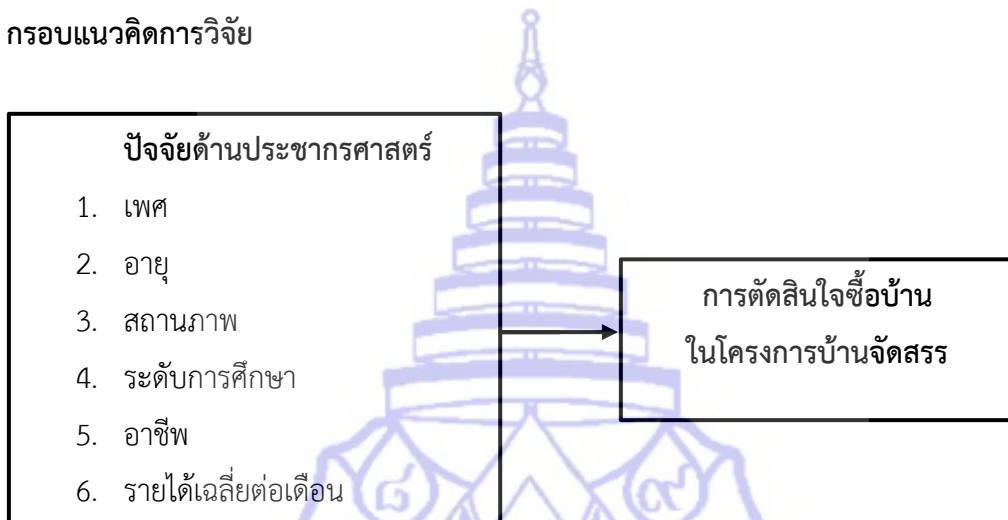 กรอบแนวคิดการวิจัย
ปัจจัยด้านประชากรศาสตร์
1. เพศ
2. อายุ
3. สถานภาพ
4. ระดับการศึกษา
5. อาชีพ
6. รายได้เฉลี่ยต่อเดือน
การตัดสินใจซื้อบ้าน
ในโครงการบ้านจัดสรร